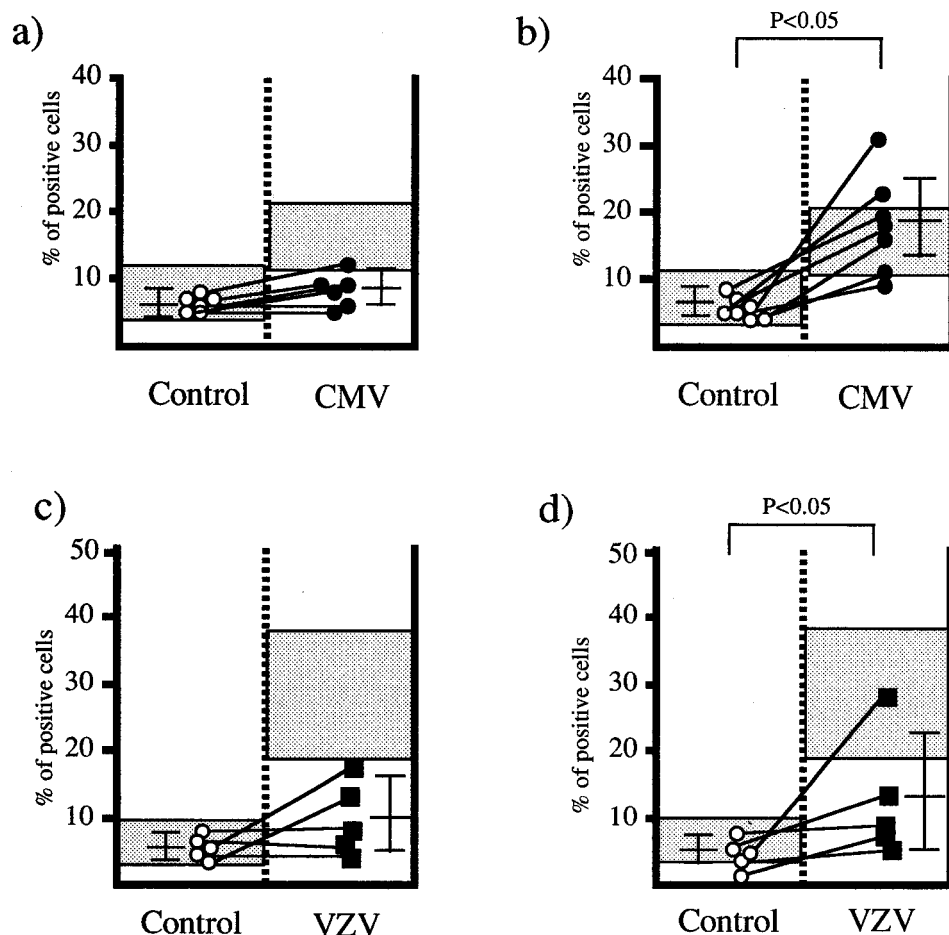 a)
% of positive cells
40
30
20
10
Control CMV
b)
P<0.05
% of positive cells
40
30
20
10
Control CMV
c)
% of positive cells
50
40
30
20
10
Control VZV
d)
P<0.05
% of positive cells
50
40
30
20
10
Control VZV